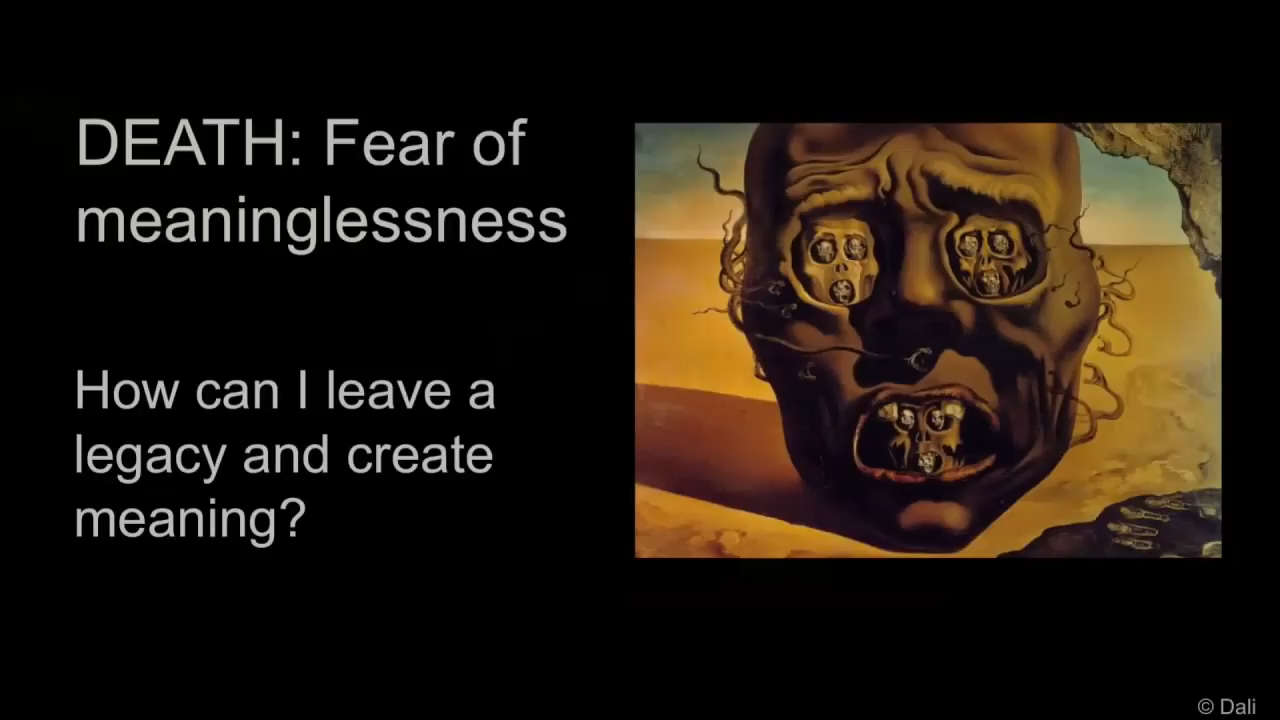 DEATH: Fear of
meaninglessness
How can I leave a
legacy and create
meaning?
© Dali